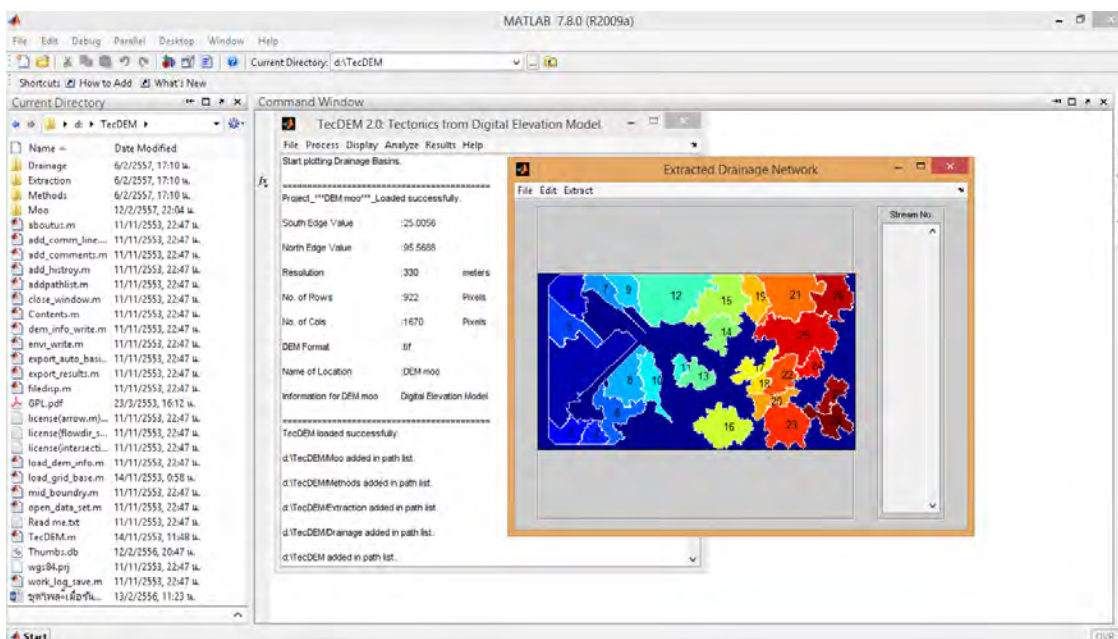 MATLAB 7.8.0 (R2009a)
File Edit Debug Parallel Desktop Window Help
Current Directory: d:\TecDEM
Shortcuts How to Add What's New
Current Directory
d: TecDEM
Name Date Modified
Drainage 6/2/2557, 17:10 น.
Extraction 6/2/2557, 17:10 น.
Methods 6/2/2557, 17:10 น.
Moo 12/2/2557, 22:04 น.
aboutus.m 11/11/2553, 22:47 น.
add_comm_line.... 11/11/2553, 22:47 น.
add_comments.m 11/11/2553, 22:47 น.
add_histroy.m 11/11/2553, 22:47 น.
addpathlist.m 11/11/2553, 22:47 น.
close_window.m 11/11/2553, 22:47 น.
Contents.m 11/11/2553, 22:47 น.
dem_info_write.m 11/11/2553, 22:47 น.
envi_write.m 11/11/2553, 22:47 น.
export_auto_basi... 11/11/2553, 22:47 น.
export_results.m 11/11/2553, 22:47 น.
filedisp.m 11/11/2553, 22:47 น.
GPL.pdf 23/3/2553, 16:12 น.
license(arrow.m)... 11/11/2553, 22:47 น.
license(flowdir_s... 11/11/2553, 22:47 น.
license(intersecti... 11/11/2553, 22:47 น.
load_dem_info.m 11/11/2553, 22:47 น.
load_grid_base.m 14/11/2553, 0:58 น.
mid_boundry.m 11/11/2553, 22:47 น.
open_data_set.m 11/11/2553, 22:47 น.
Read me.txt 11/11/2553, 22:47 น.
TecDEM.m 14/11/2553, 11:48 น.
Thumbs.db 12/2/2556, 20:47 น.
wgs84.prj 11/11/2553, 22:47 น.
work_log_save.m 11/11/2553, 22:47 น.
13/2/2556, 11:23 น.
Start
Command Window
fx
TecDEM 2.0: Tectonics from Digital Elevation Model
File Process Display Analyze Results Help
Start plotting Drainage Basins.
==========================================
Project_***DEM moo***_Loaded successfully.
South Edge Value :25.0056
North Edge Value :95.5688
Resolution :330 meters
No. of Rows :922 Pixels
No. of Cols :1670 Pixels
DEM Format :tif
Name of Location :DEM moo
Information for DEM moo Digital Elevation Model
==========================================
TecDEM loaded successfully
d:\TecDEM\Moo added in path list.
d:\TecDEM\Methods added in path list.
d:\TecDEM\Extraction added in path list.
d:\TecDEM\Drainage added in path list.
d:\TecDEM added in path list.
Extracted Drainage Network
File Edit Extract
Stream No.
7 9 12 15 19 21
5 14 25
8 10 11 13 17 18 22 24
6 16 20 23
OVR